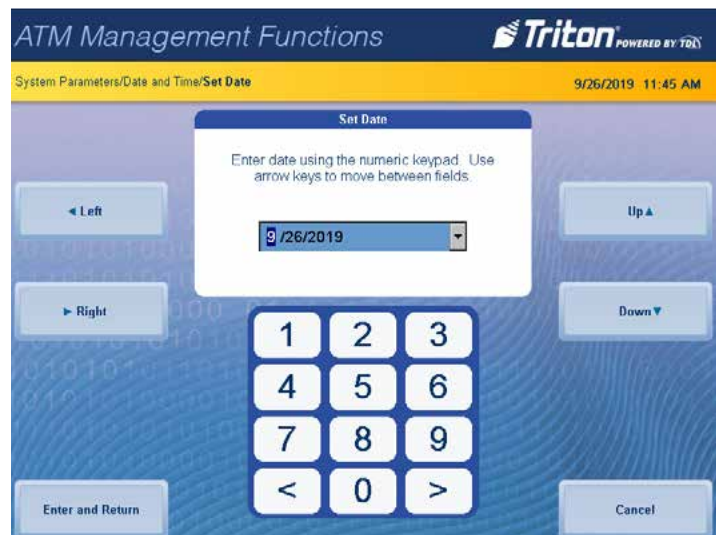 ATM Management Functions
Triton POWERED BY TDL
System Parameters/Date and Time/Set Date
9/26/2019 11:45 AM
Set Date
Enter date using the numeric keypad. Use
arrow keys to move between fields.
◄ Left
Up ▲
9 /26/2019
► Right
Down ▼
1 2 3
4 5 6
7 8 9
< 0 >
Enter and Return
Cancel